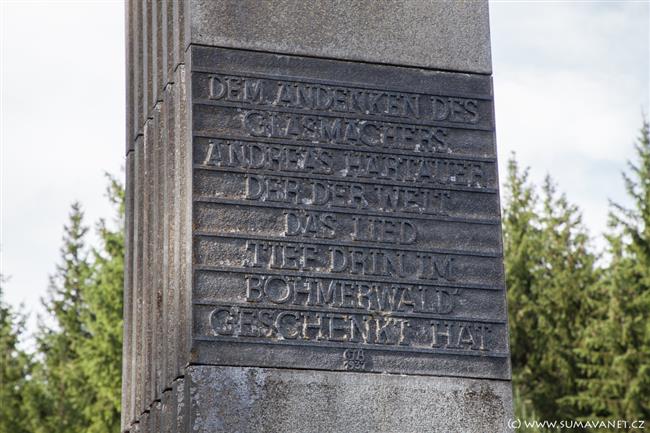 DEM ANDENKEN DES
GLASMACHERS
ANDREAS HARTAUER
DER DER WELT
DAS LIED
TIEF DRIN IM
BÖHMERWALD
GESCHENKT HAT
©WWW.SUMAVANET.CZ